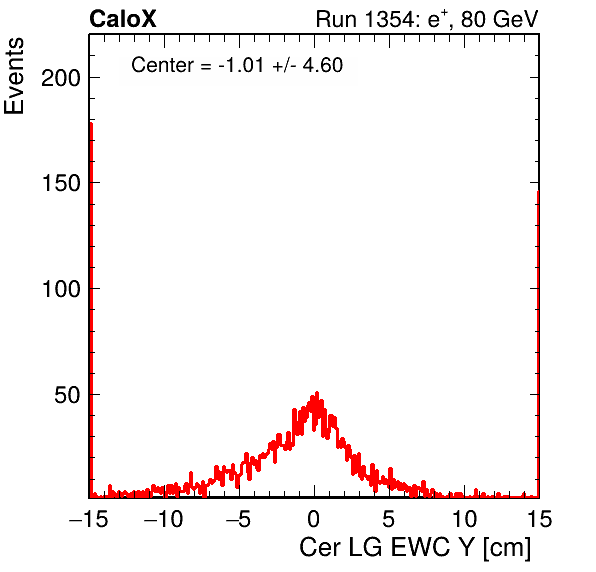 CaloX Run 1354: e⁺, 80 GeV
Center = -1.01 +/- 4.60
Events
200
150
100
50
−15 −10 −5 0 5 10 15
Cer LG EWC Y [cm]